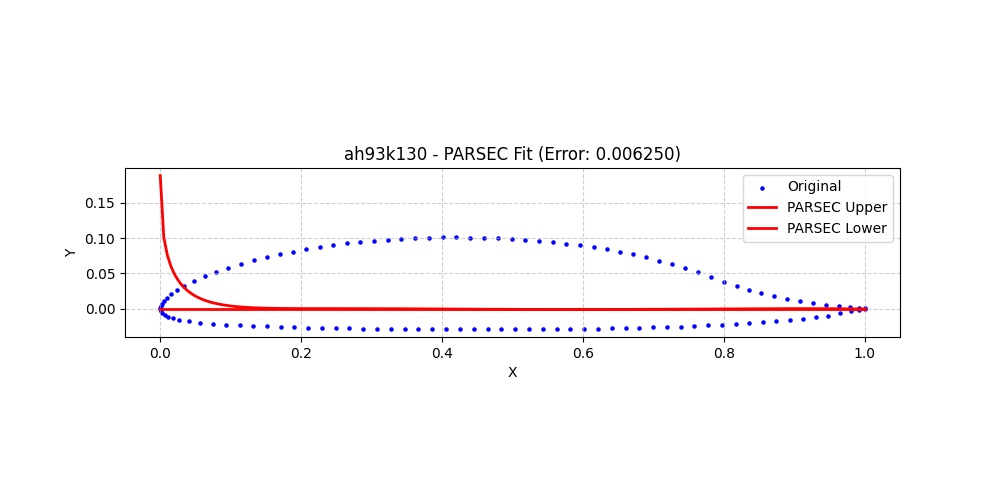 ah93k130 - PARSEC Fit (Error: 0.006250)
Original
PARSEC Upper
PARSEC Lower
0.15
0.10
0.05
0.00
Y
0.0 0.2 0.4 0.6 0.8 1.0
X